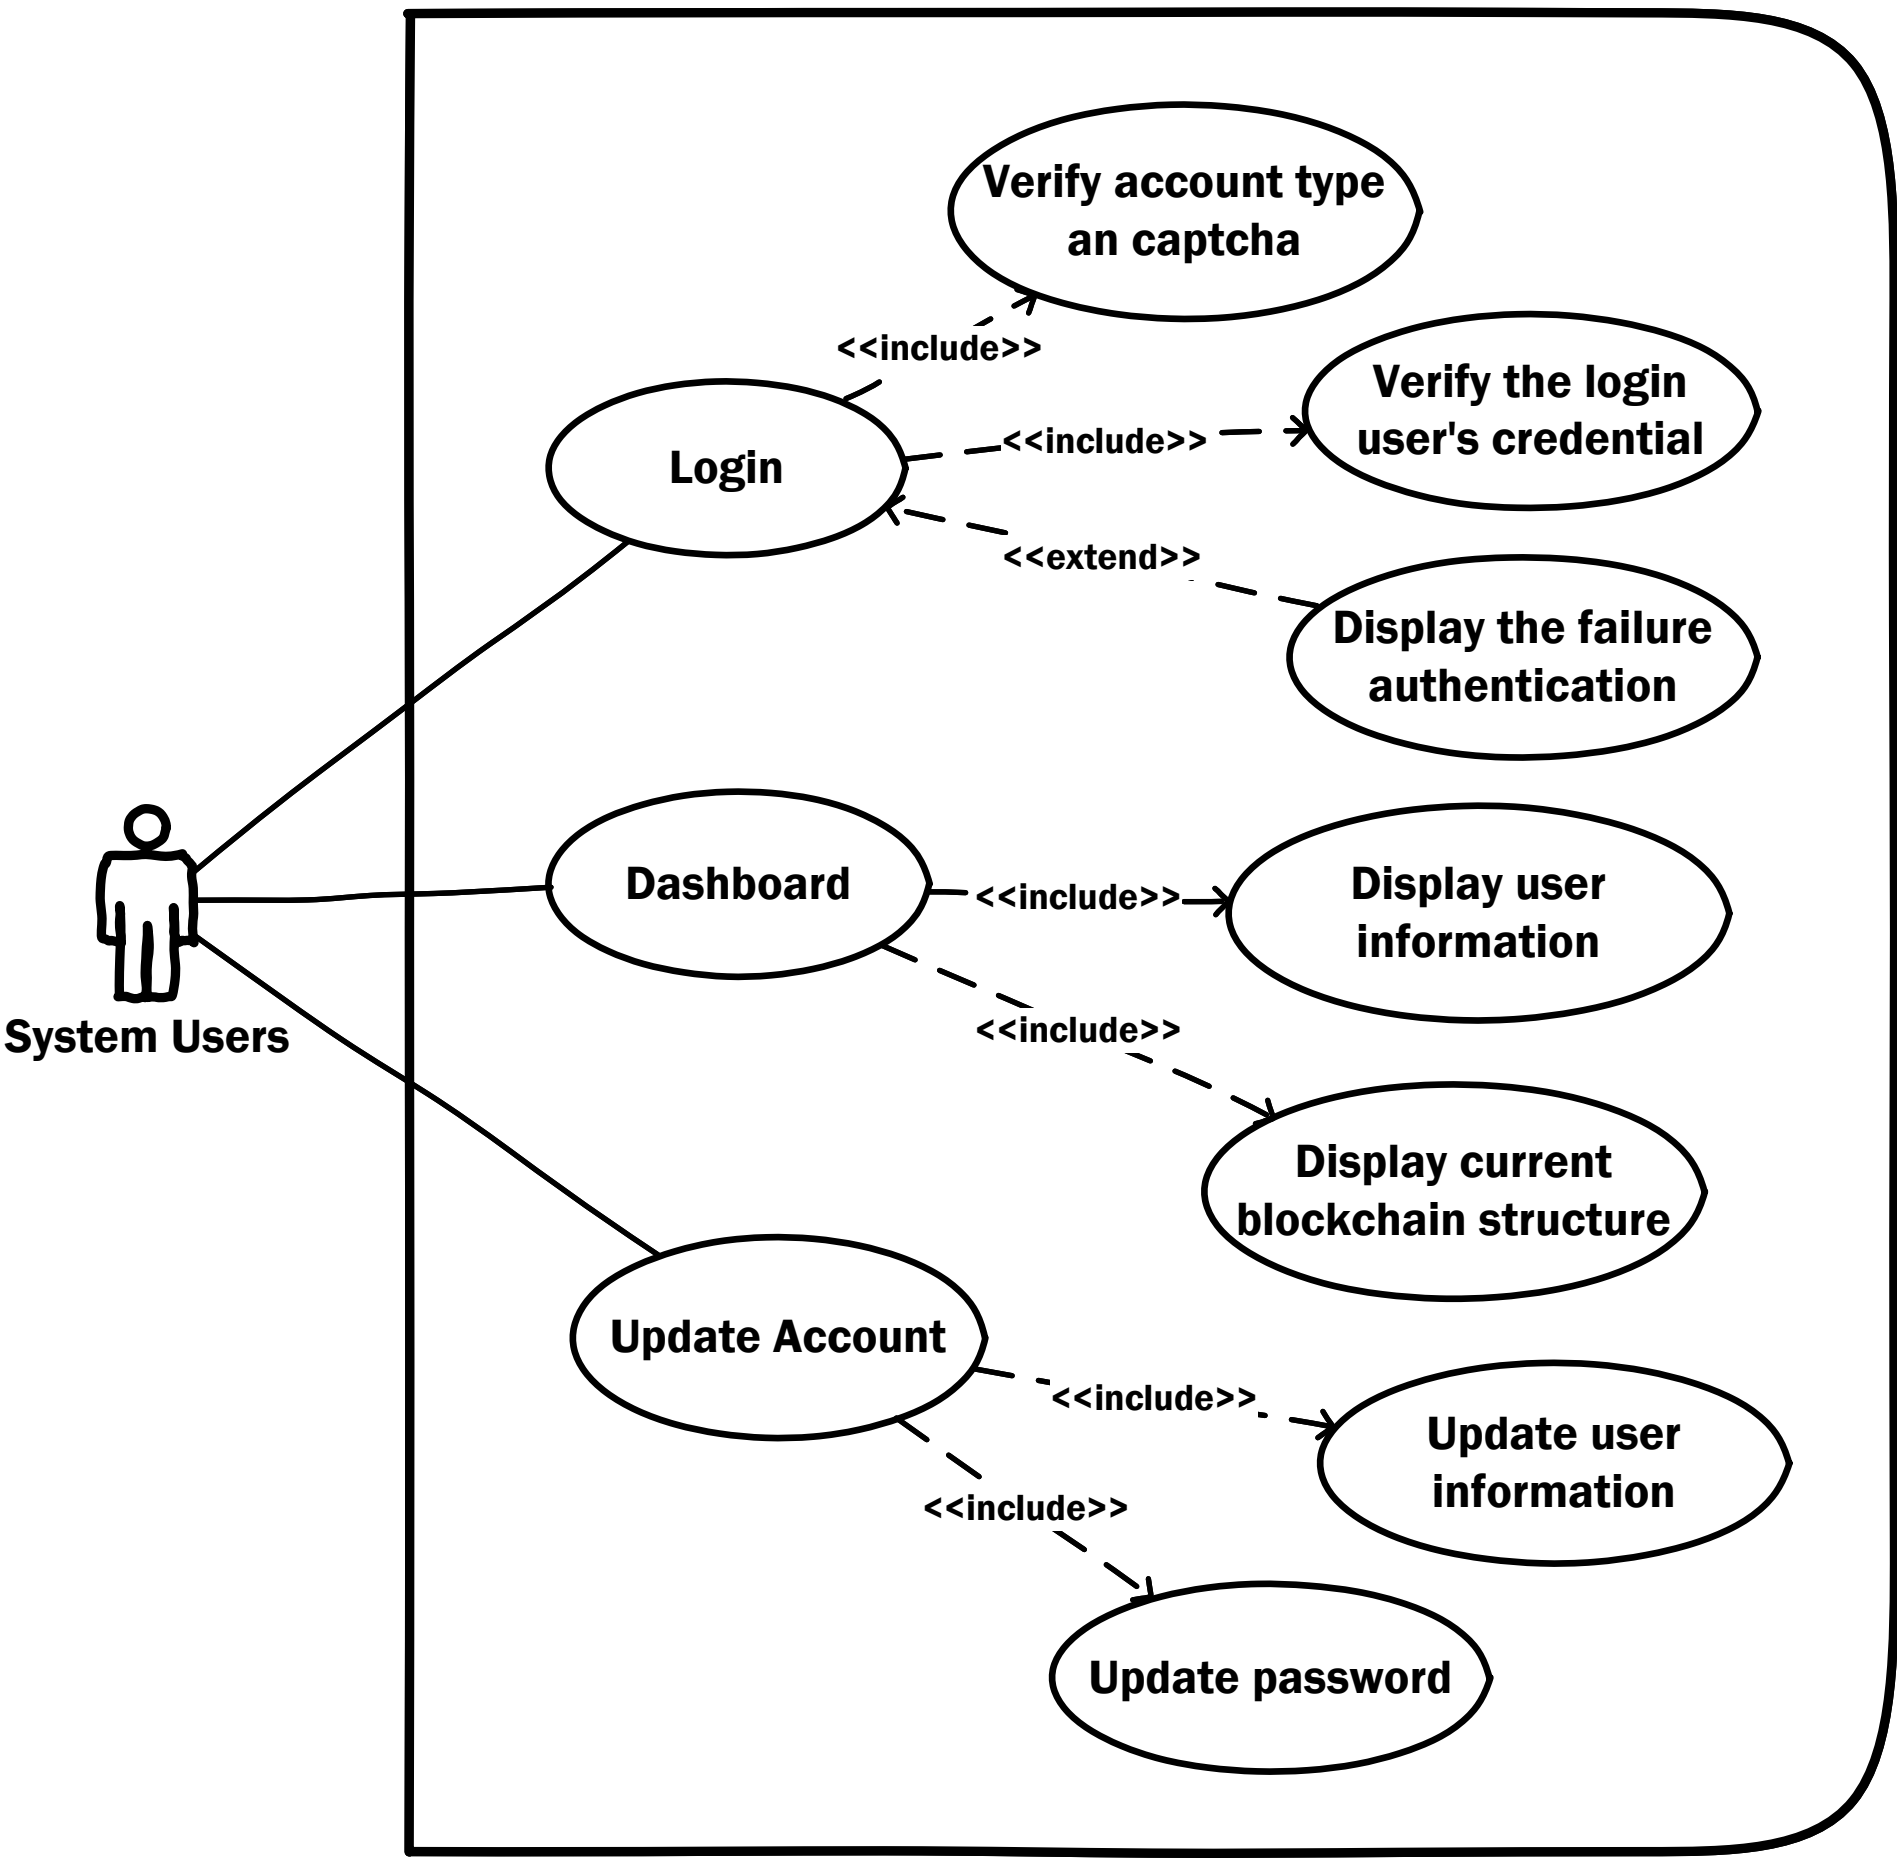 Verify account type
an captcha
<<include>>
Verify the login
user's credential
<<include>>
Login
<<extend>>
Display the failure
authentication
Dashboard
<<include>>
Display user
information
System Users
<<include>>
Display current
blockchain structure
Update Account
<<include>>
Update user
information
<<include>>
Update password